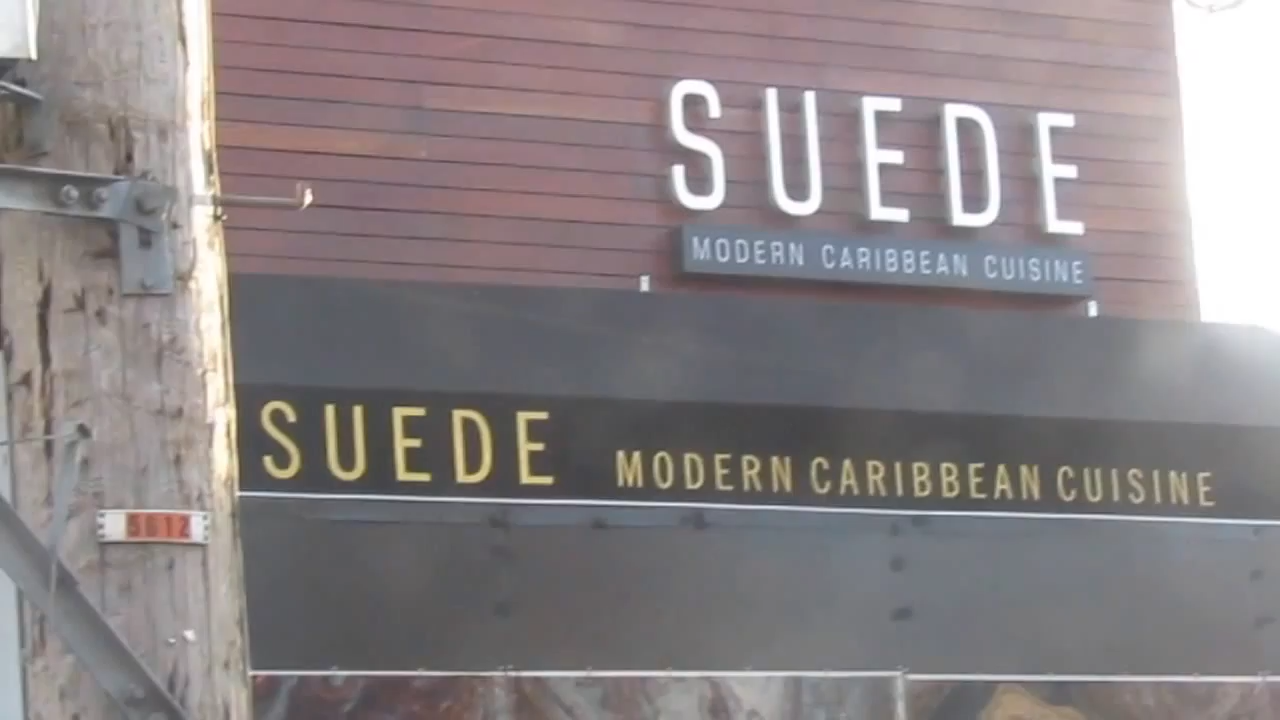 SUEDE
MODERN CARIBBEAN CUISINE
SUEDE MODERN CARIBBEAN CUISINE
5612